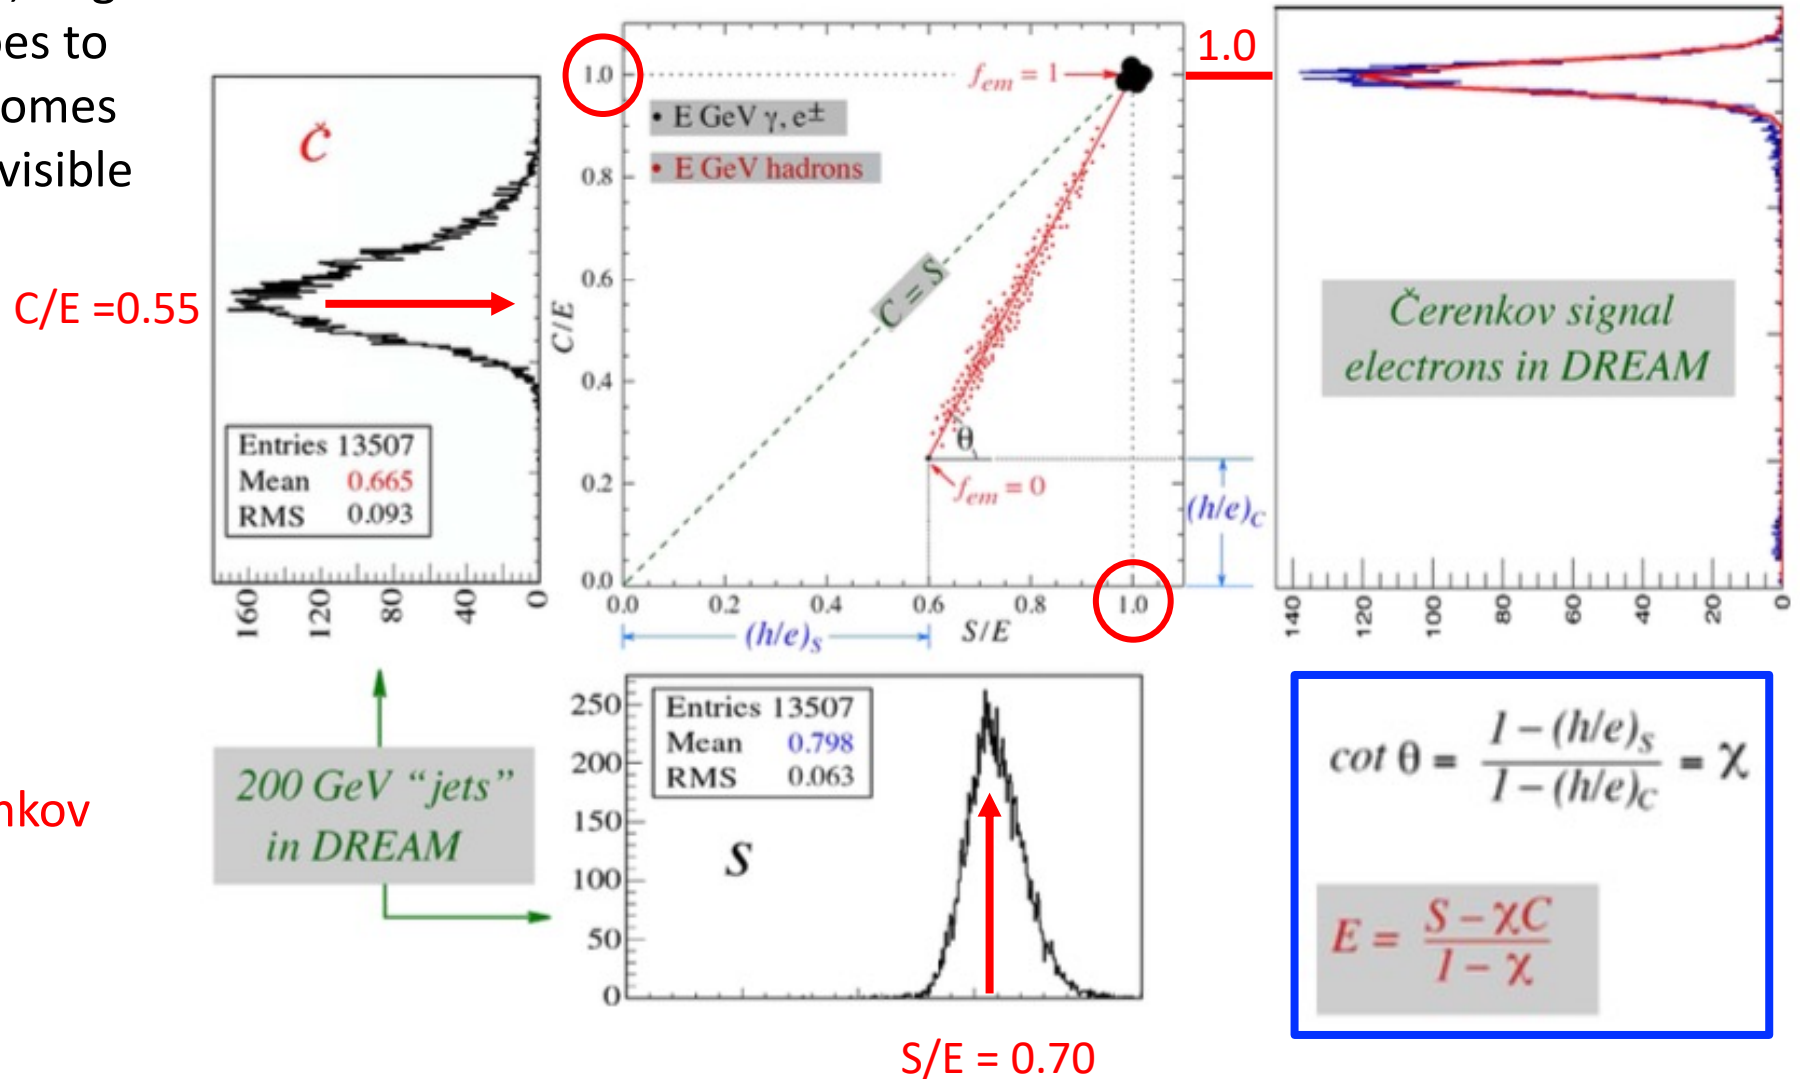 pes to
omes
visible
C/E =0.55
Č
Entries 13507
Mean 0.665
RMS 0.093
160 120 80 40 0
1.0
0.8
0.6
0.4
0.2
0.0
C/E
0.0 0.2 0.4 0.6 0.8 1.0
S/E
f_em = 1
• E GeV γ, e±
• E GeV hadrons
C = S
θ
f_em = 0
(h/e)_C
(h/e)_S
1.0
Čerenkov signal
electrons in DREAM
140 120 100 80 60 40 20 0
nkov
200 GeV “jets”
in DREAM
250
200
150
100
50
0
Entries 13507
Mean 0.798
RMS 0.063
S
S/E = 0.70
cot θ = 1 − (h/e)_S / 1 − (h/e)_C = χ
E = S − χC / 1 − χ